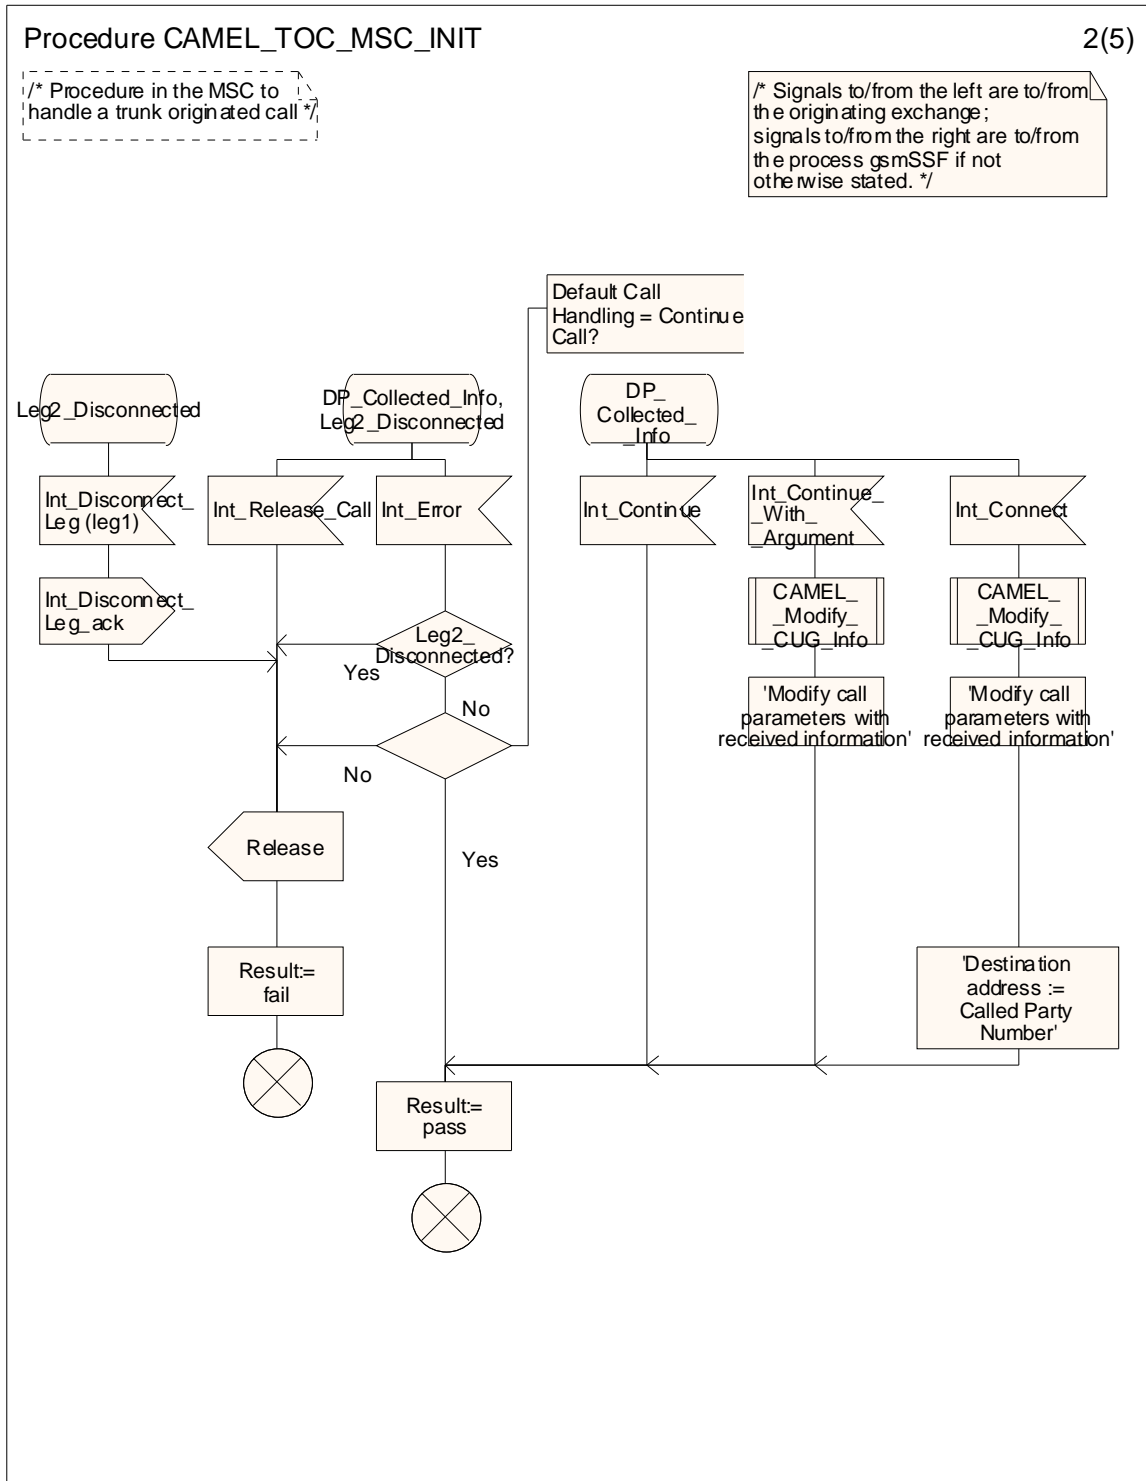 Procedure CAMEL_TOC_MSC_INIT
2(5)
/* Procedure in the MSC to
handle a trunk originated call */
/* Signals to/from the left are to/from
the originating exchange;
signals to/from the right are to/from
the process gsmSSF if not
otherwise stated. */
Default Call
Handling = Continue
Call?
Leg2_Disconnected
DP_Collected_Info,
Leg2_Disconnected
DP_
Collected_
_Info
Int_Disconnect_
Leg (leg1)
Int_Release_Call
Int_Error
Int_Continue
Int_Continue_
_With_
_Argument
Int_Connect
Int_Disconnect_
Leg_ack
Leg2_
Disconnected?
CAMEL_
_Modify_
_CUG_Info
CAMEL_
_Modify_
_CUG_Info
Yes
No
'Modify call
parameters with
received information'
'Modify call
parameters with
received information'
No
Release
Yes
Result:=
fail
'Destination
address :=
Called Party
Number'
Result:=
pass